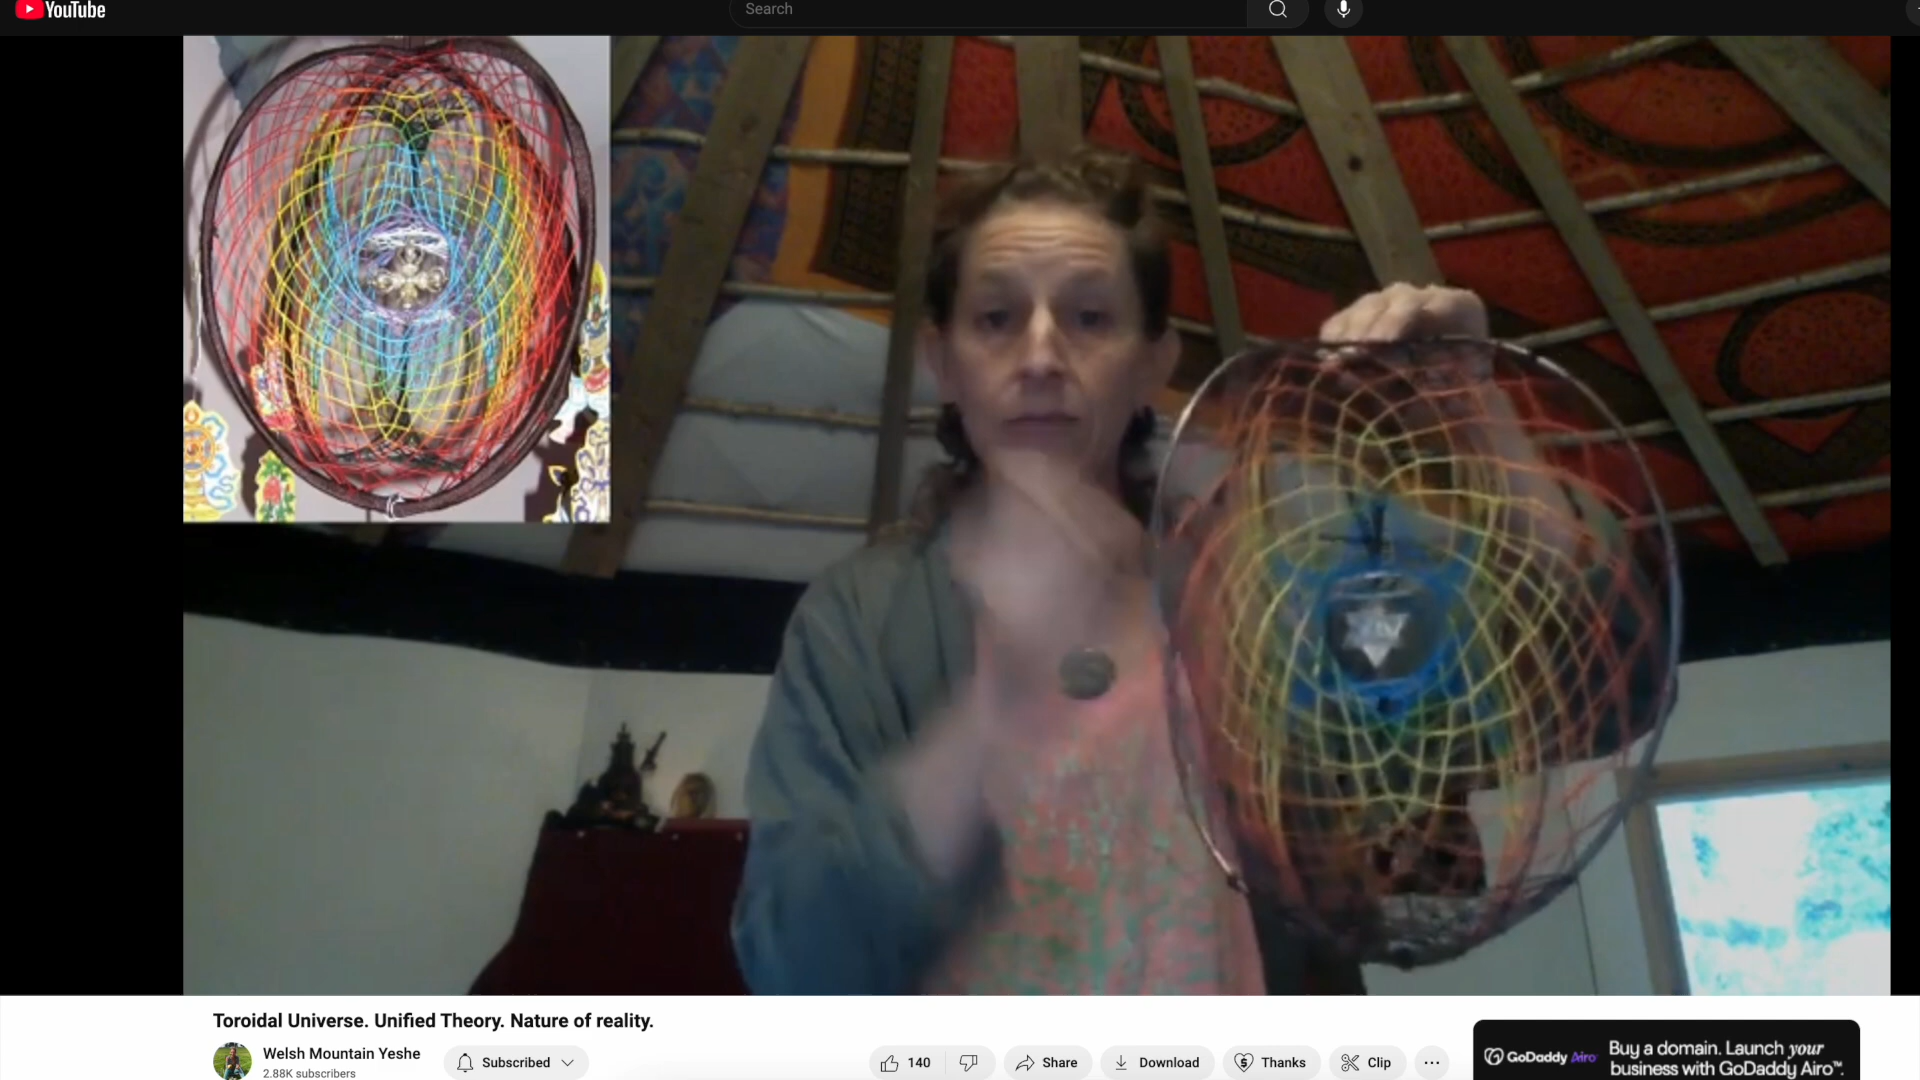 YouTube
Search
Toroidal Universe. Unified Theory. Nature of reality.
Welsh Mountain Yeshe
2.88K subscribers
Subscribed
140
Share
Download
Thanks
Clip
GoDaddy Airo
Buy a domain. Launch your
business with GoDaddy Airo™.